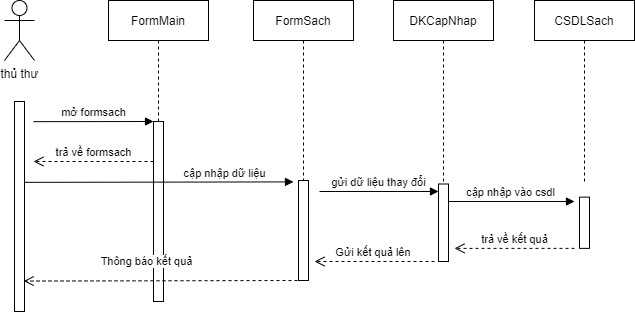 FormMain
FormSach
DKCapNhap
CSDLSach
thủ thư
mở formsach
trả về formsach
cập nhập dữ liệu
gửi dữ liệu thay đổi
cập nhập vào csdl
trả về kết quả
Gửi kết quả lên
Thông báo kết quả